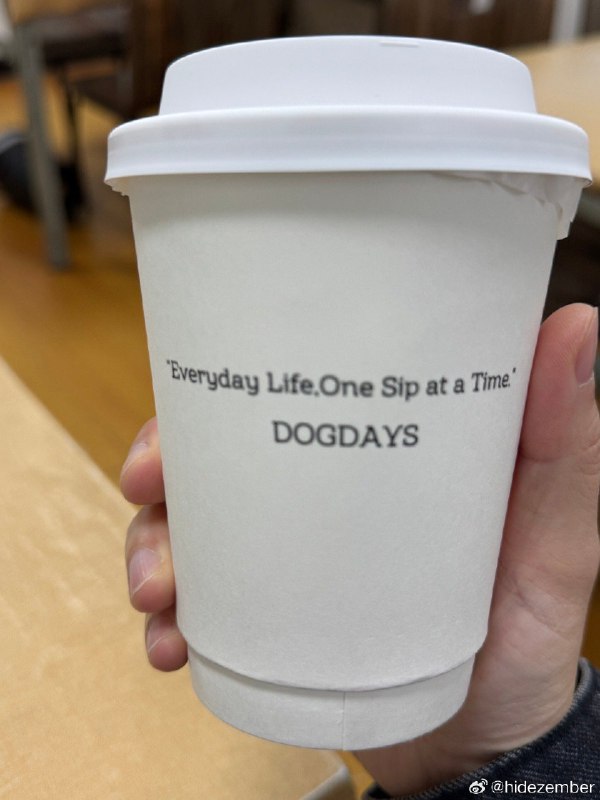 "Everyday Life,One Sip at a Time."
DOGDAYS
@hidezember